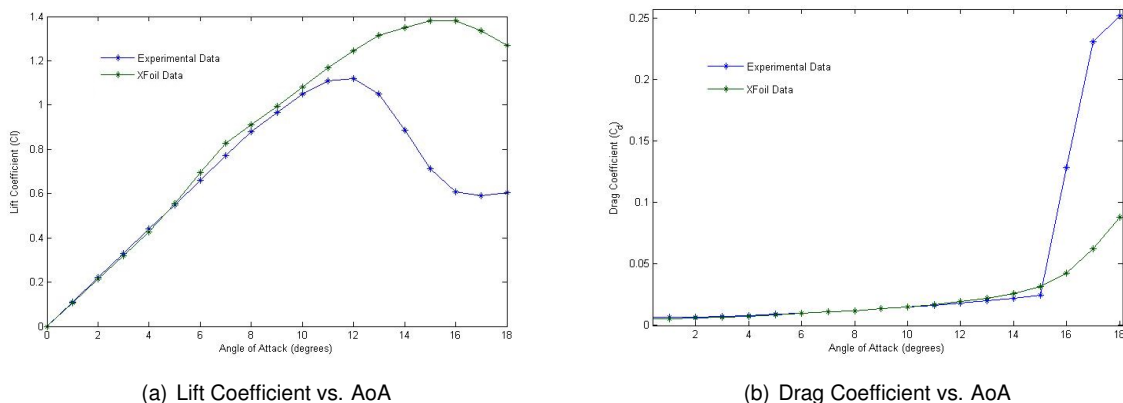 1.4
1.2
1
0.8
0.6
0.4
0.2
0
Lift Coefficient (Cl)
Experimental Data
XFoil Data
0 2 4 6 8 10 12 14 16 18
Angle of Attack (degrees)
(a) Lift Coefficient vs. AoA
0.25
0.2
0.15
0.1
0.05
0
Drag Coefficient (Cd)
Experimental Data
XFoil Data
2 4 6 8 10 12 14 16 18
Angle of Attack (degrees)
(b) Drag Coefficient vs. AoA